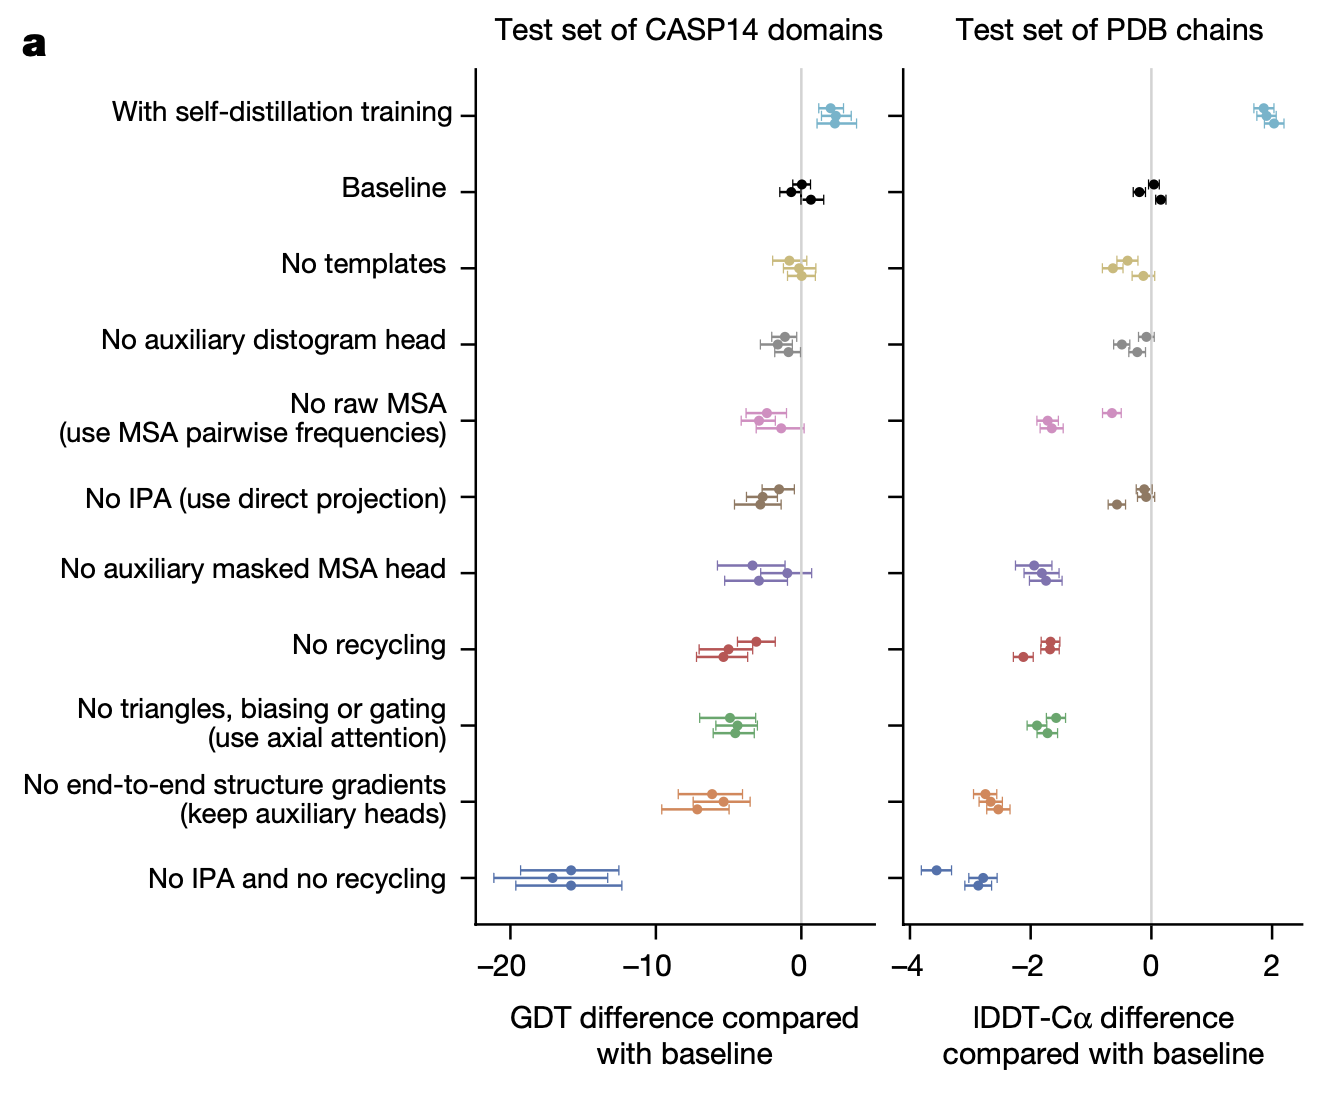 a
Test set of CASP14 domains
Test set of PDB chains
With self-distillation training
Baseline
No templates
No auxiliary distogram head
No raw MSA
(use MSA pairwise frequencies)
No IPA (use direct projection)
No auxiliary masked MSA head
No recycling
No triangles, biasing or gating
(use axial attention)
No end-to-end structure gradients
(keep auxiliary heads)
No IPA and no recycling
–20 –10 0
–4 –2 0 2
GDT difference compared
with baseline
lDDT-Cα difference
compared with baseline